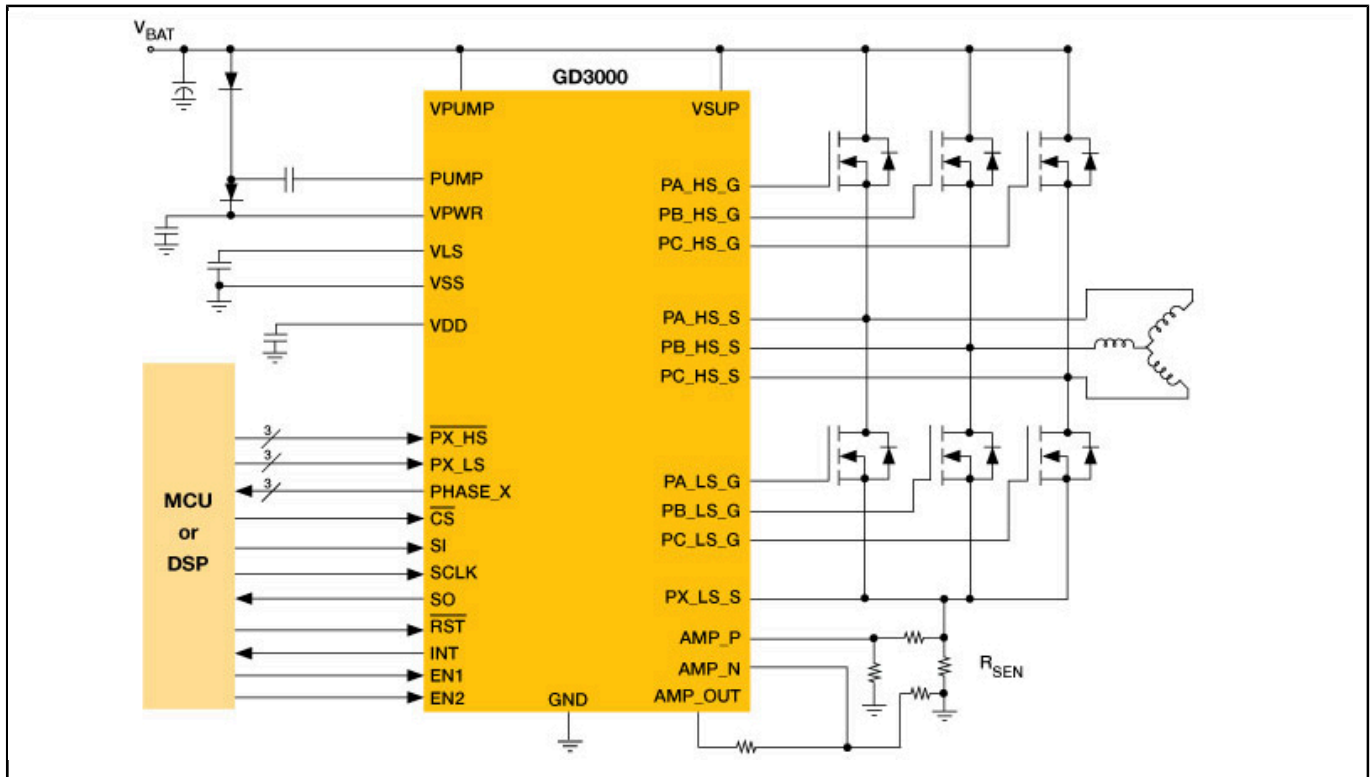 VBAT
GD3000
VPUMP VSUP
PUMP
VPWR
VLS
VSS
VDD
PA_HS_G
PB_HS_G
PC_HS_G
PA_HS_S
PB_HS_S
PC_HS_S
MCU
or
DSP
3
3
3
PX_HS
PX_LS
PHASE_X
CS
SI
SCLK
SO
RST
INT
EN1
EN2
PA_LS_G
PB_LS_G
PC_LS_G
PX_LS_S
AMP_P
AMP_N
AMP_OUT
RSEN
GND